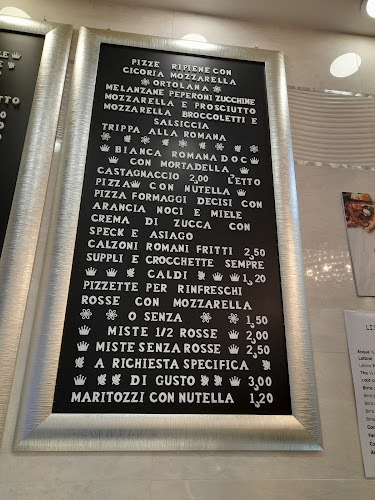 PIZZE RIPIENE CON
CICORIA MOZZARELLA
ORTOLANA
MELANZANE PEPERONI ZUCCHINE
MOZZARELLA E PROSCIUTTO
MOZZARELLA BROCCOLETTI E
SALSICCIA
TRIPPA ALLA ROMANA
BIANCA ROMANA D O C
CON MORTADELLA
CASTAGNACCIO 2,00 L'ETTO
PIZZA CON NUTELLA
PIZZA FORMAGGI DECISI CON
ARANCIA NOCI E MIELE
CREMA DI ZUCCA CON
SPECK E ASIAGO
CALZONI ROMANI FRITTI 2,50
SUPPLI E CROCCHETTE SEMPRE
CALDI 1,20
PIZZETTE PER RINFRESCHI
ROSSE CON MOZZARELLA
O SENZA 1,50
MISTE 1/2 ROSSE 2,00
MISTE SENZA ROSSE 2,50
A RICHIESTA SPECIFICA
DI GUSTO 3,00
MARITOZZI CON NUTELLA 1,20